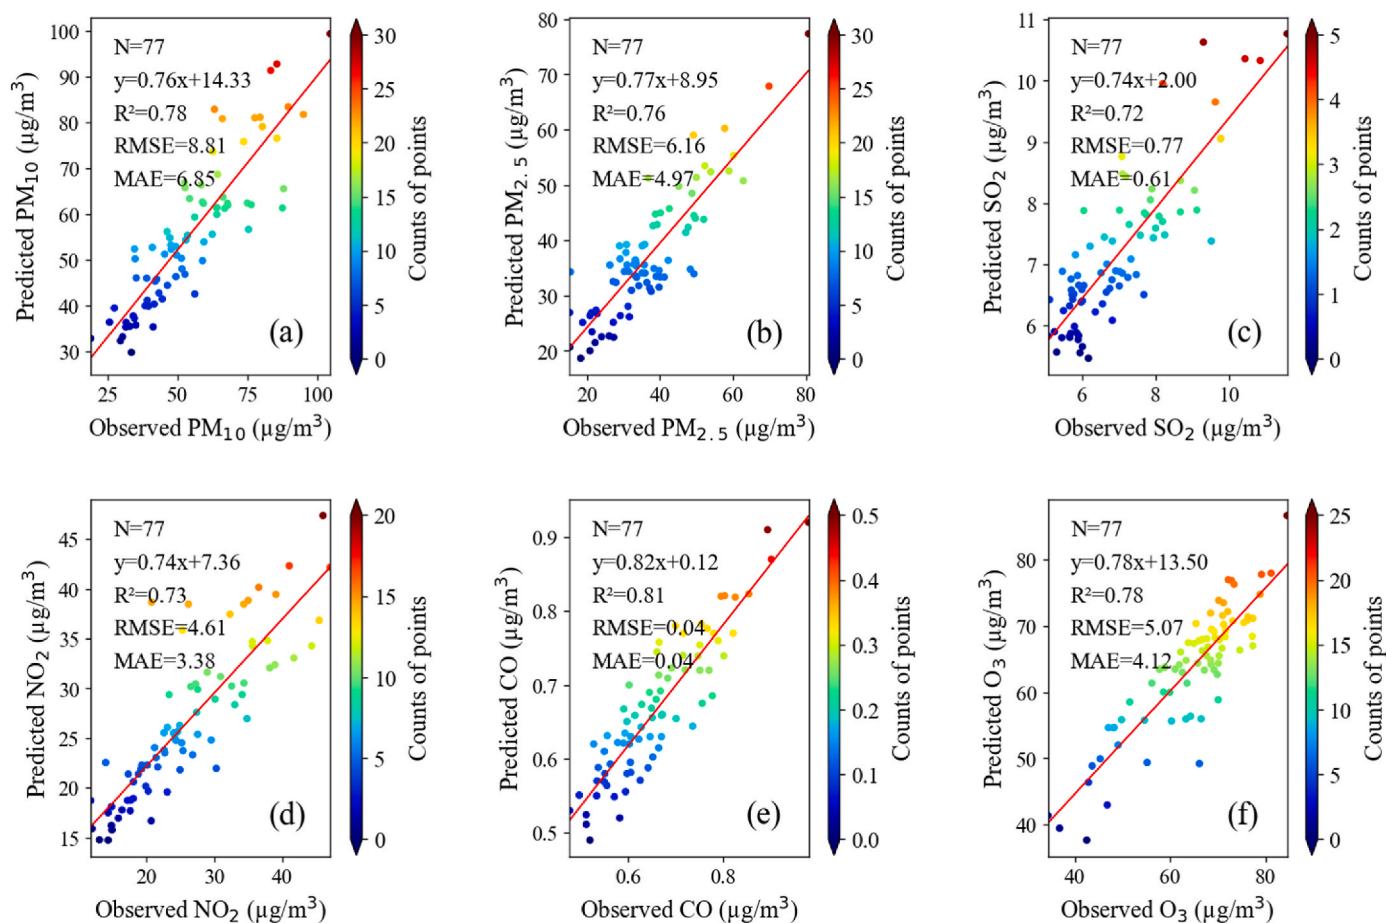 N=77
y=0.76x+14.33
R²=0.78
RMSE=8.81
MAE=6.85
(a)
100
90
80
70
60
50
40
30
25
50
75
100
Predicted PM₁₀ (μg/m³)
Observed PM₁₀ (μg/m³)
30
25
20
15
10
5
0
Counts of points
N=77
y=0.77x+8.95
R²=0.76
RMSE=6.16
MAE=4.97
(b)
80
70
60
50
40
30
20
20
40
60
80
Predicted PM₂.₅ (μg/m³)
Observed PM₂.₅ (μg/m³)
30
25
20
15
10
5
0
Counts of points
N=77
y=0.74x+2.00
R²=0.72
RMSE=0.77
MAE=0.61
(c)
11
10
9
8
7
6
6
8
10
Predicted SO₂ (μg/m³)
Observed SO₂ (μg/m³)
5
4
3
2
1
0
Counts of points
N=77
y=0.74x+7.36
R²=0.73
RMSE=4.61
MAE=3.38
(d)
45
40
35
30
25
20
15
20
30
40
Predicted NO₂ (μg/m³)
Observed NO₂ (μg/m³)
20
15
10
5
0
Counts of points
N=77
y=0.82x+0.12
R²=0.81
RMSE=0.04
MAE=0.04
(e)
0.9
0.8
0.7
0.6
0.5
0.6
0.8
Predicted CO (μg/m³)
Observed CO (μg/m³)
0.5
0.4
0.3
0.2
0.1
0.0
Counts of points
N=77
y=0.78x+13.50
R²=0.78
RMSE=5.07
MAE=4.12
(f)
80
70
60
50
40
40
60
80
Predicted O₃ (μg/m³)
Observed O₃ (μg/m³)
25
20
15
10
5
0
Counts of points